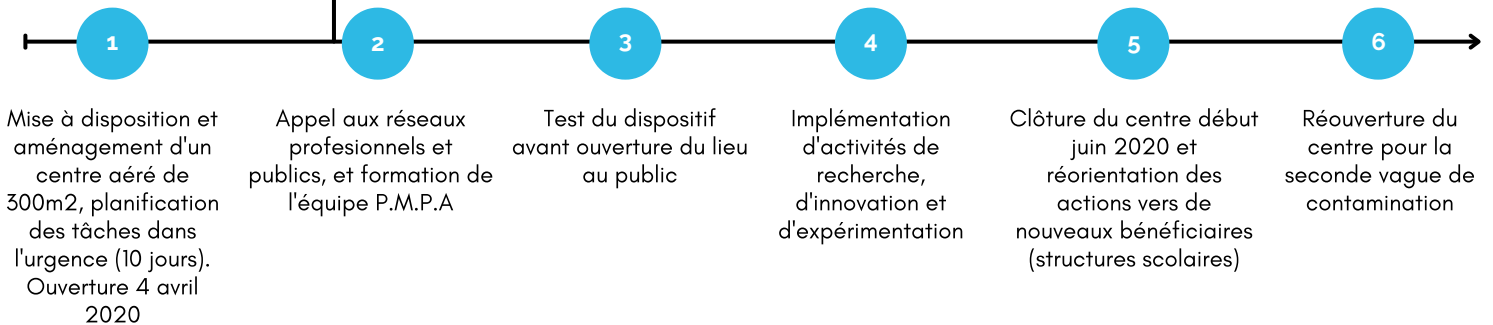 1
Mise à disposition et
aménagement d'un
centre aéré de
300m2, planification
des tâches dans
l'urgence (10 jours).
Ouverture 4 avril
2020
2
Appel aux réseaux
profesionnels et
publics, et formation de
l'équipe P.M.P.A
3
Test du dispositif
avant ouverture du lieu
au public
4
Implémentation
d'activités de
recherche,
d'innovation et
d'expérimentation
5
Clôture du centre début
juin 2020 et
réorientation des
actions vers de
nouveaux bénéficiaires
(structures scolaires)
6
Réouverture du
centre pour la
seconde vague de
contamination